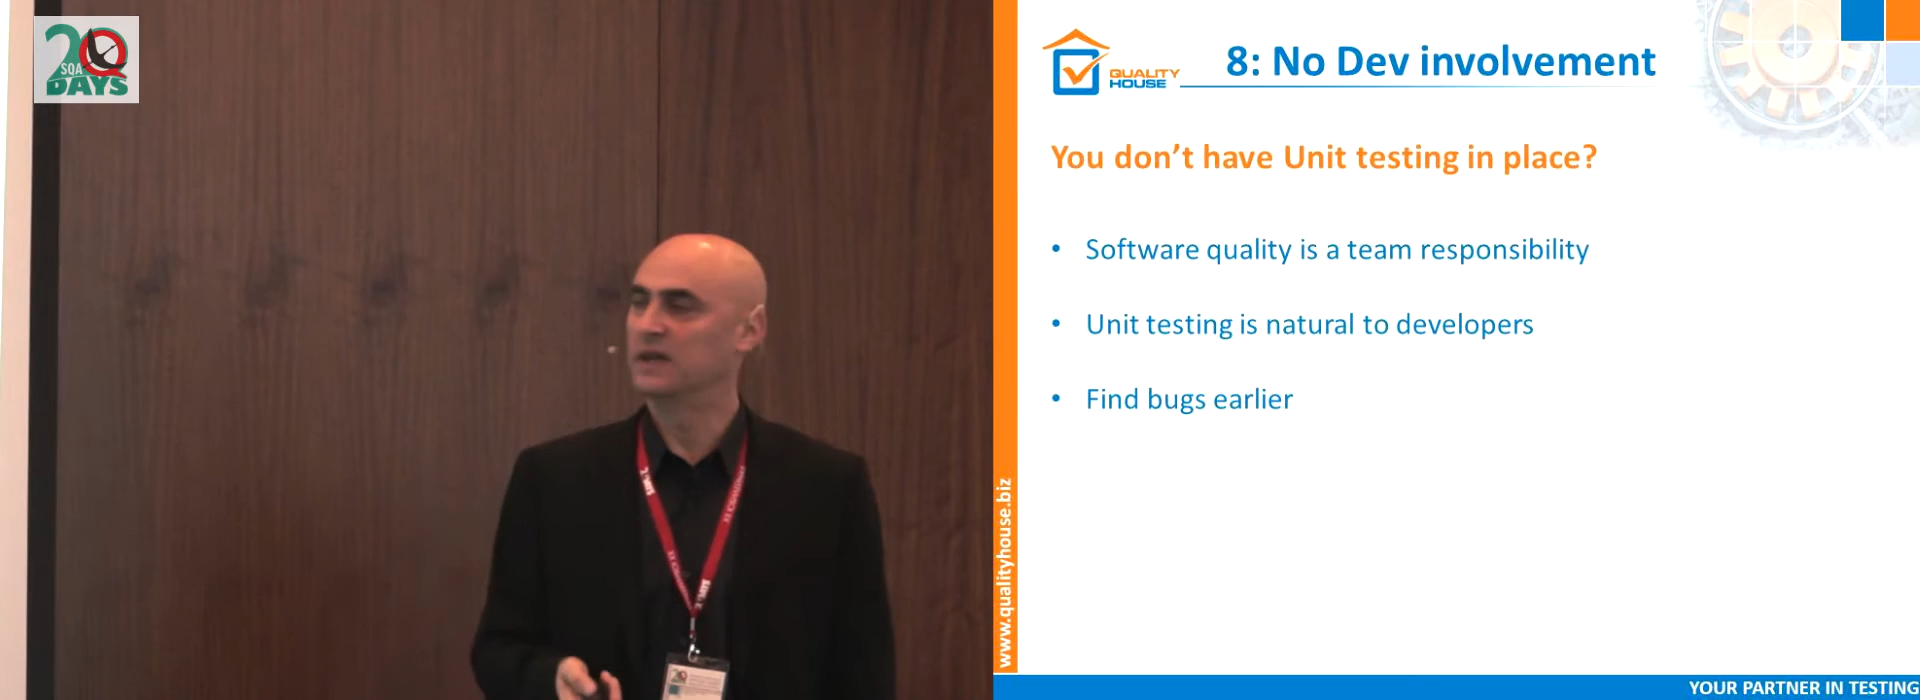 20
SQA
DAYS
QUALITY
HOUSE
8: No Dev involvement
You don’t have Unit testing in place?
• Software quality is a team responsibility
• Unit testing is natural to developers
• Find bugs earlier
www.qualityhouse.biz
YOUR PARTNER IN TESTING
20